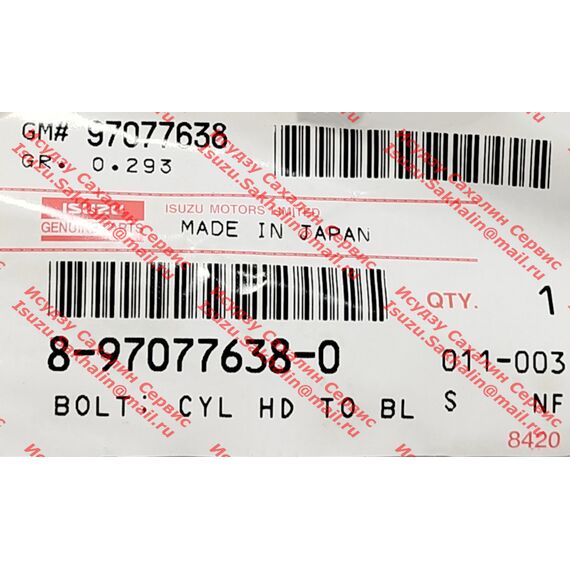 GM# 97077638
GR. 0.293
ISUZU
GENUINE PARTS
ISUZU MOTORS LIMITED
MADE IN JAPAN
QTY. 1
8-97077638-0
011-003
BOLT; CYL HD TO BL
S NF
8420
Исудзу Сахалин Сервис
Isuzu.Sakhalin@mail.ru